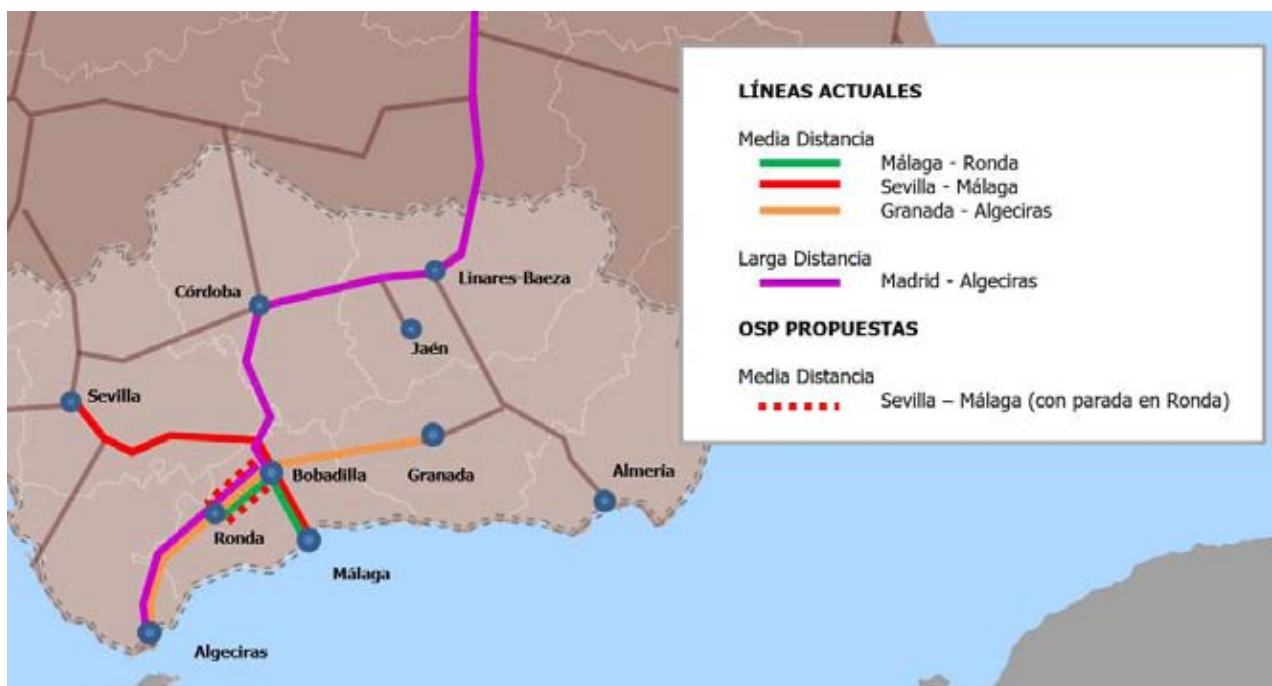 LÍNEAS ACTUALES
Media Distancia
Málaga - Ronda
Sevilla - Málaga
Granada - Algeciras
Larga Distancia
Madrid - Algeciras
OSP PROPUESTAS
Media Distancia
Sevilla – Málaga (con parada en Ronda)
Linares-Baeza
Córdoba
Jaén
Sevilla
Bobadilla
Granada
Almeria
Ronda
Málaga
Algeciras